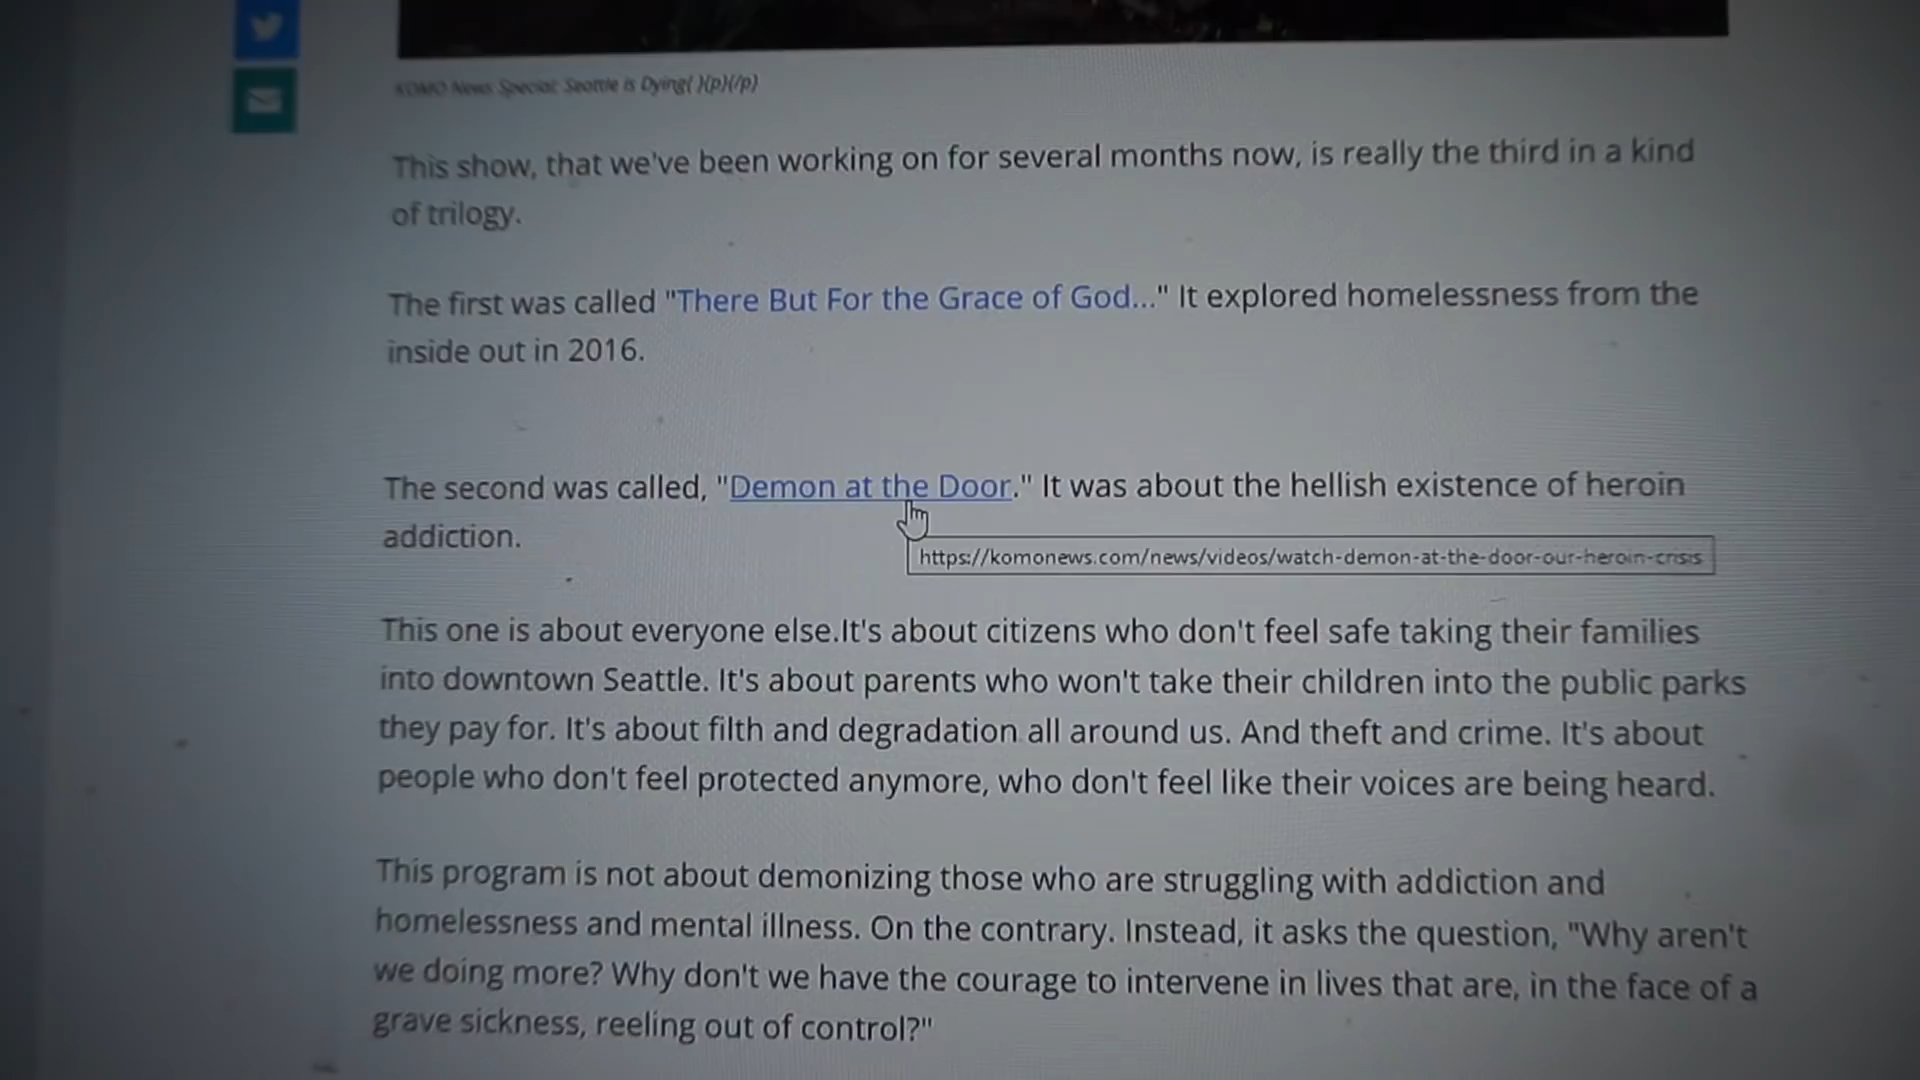 KOMO News Special: Seattle is Dying( )(p)(/p)
This show, that we've been working on for several months now, is really the third in a kind
of trilogy.
The first was called "There But For the Grace of God..." It explored homelessness from the
inside out in 2016.
The second was called, "Demon at the Door." It was about the hellish existence of heroin
addiction.
https://komonews.com/news/videos/watch-demon-at-the-door-our-heroin-crisis
This one is about everyone else.It's about citizens who don't feel safe taking their families
into downtown Seattle. It's about parents who won't take their children into the public parks
they pay for. It's about filth and degradation all around us. And theft and crime. It's about
people who don't feel protected anymore, who don't feel like their voices are being heard.
This program is not about demonizing those who are struggling with addiction and
homelessness and mental illness. On the contrary. Instead, it asks the question, "Why aren't
we doing more? Why don't we have the courage to intervene in lives that are, in the face of a
grave sickness, reeling out of control?"